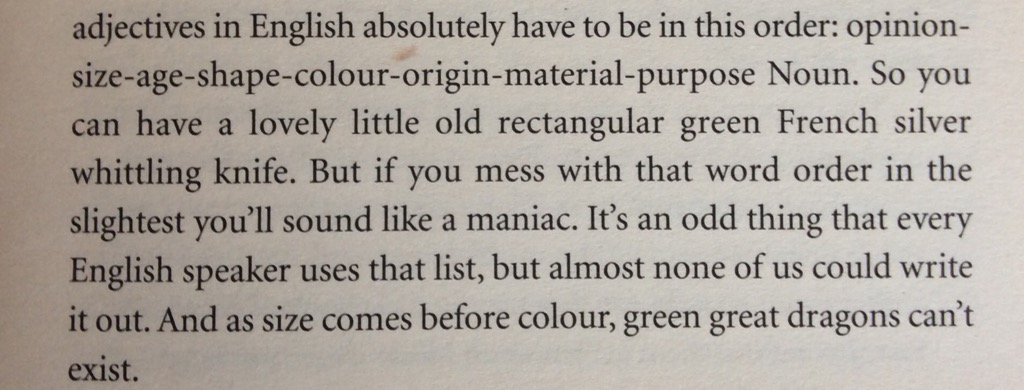 adjectives in English absolutely have to be in this order: opinion-
size-age-shape-colour-origin-material-purpose Noun. So you
can have a lovely little old rectangular green French silver
whittling knife. But if you mess with that word order in the
slightest you’ll sound like a maniac. It’s an odd thing that every
English speaker uses that list, but almost none of us could write
it out. And as size comes before colour, green great dragons can’t
exist.